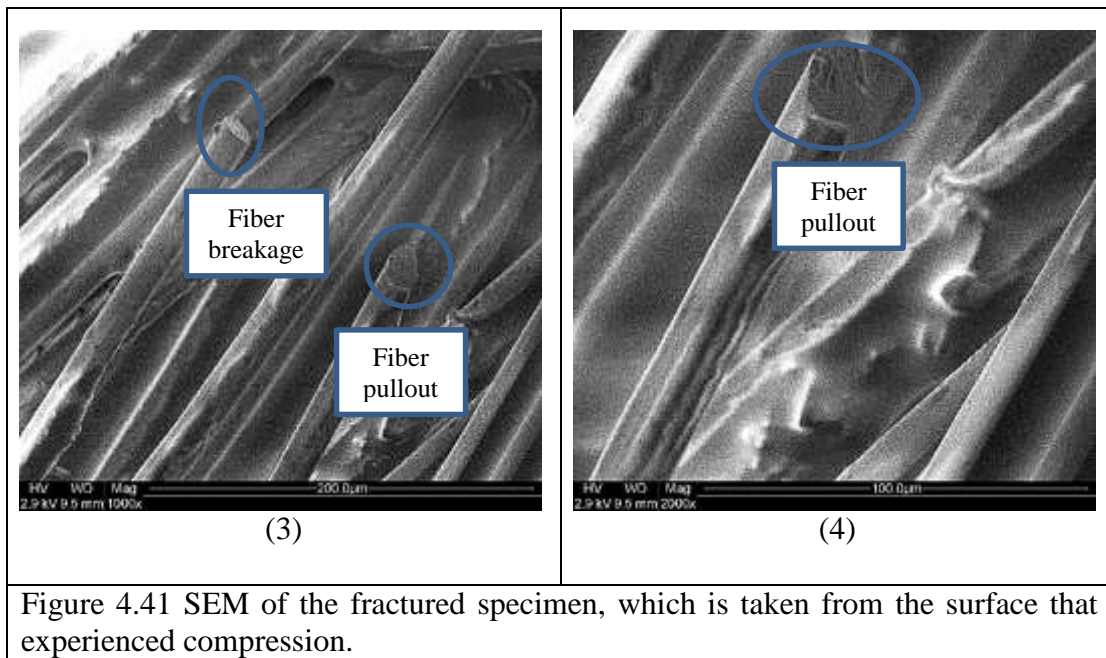 Fiber
breakage
Fiber
pullout
HV WD Mag 200.0µm
2.9 kV 9.5 mm 1000x
(3)
Fiber
pullout
HV WD Mag 100.0µm
2.9 kV 9.5 mm 2000x
(4)
Figure 4.41 SEM of the fractured specimen, which is taken from the surface that
experienced compression.